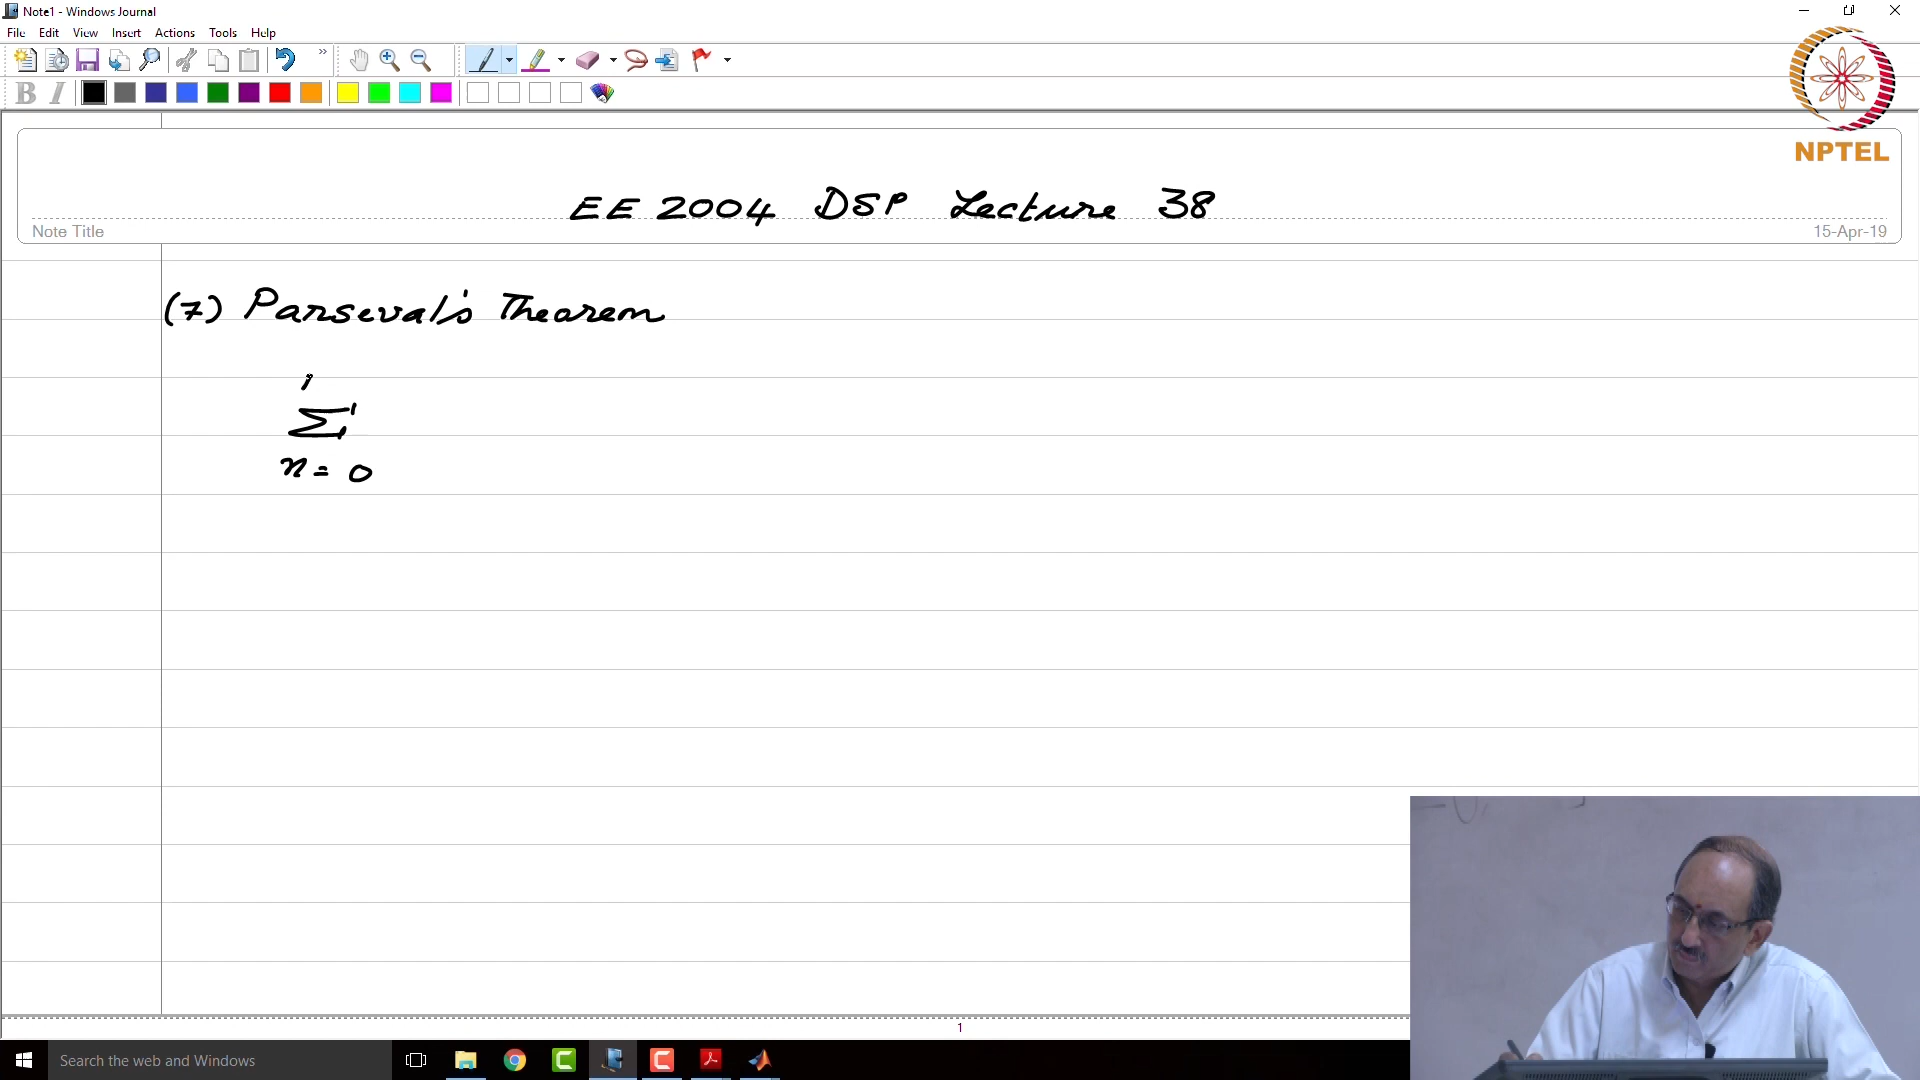 Note1 - Windows Journal
File Edit View Insert Actions Tools Help
»
B I
NPTEL
EE 2004 DSP Lecture 38
Note Title
15-Apr-19
(7) Parseval's Theorem
Σ
n = 0
1
Search the web and Windows